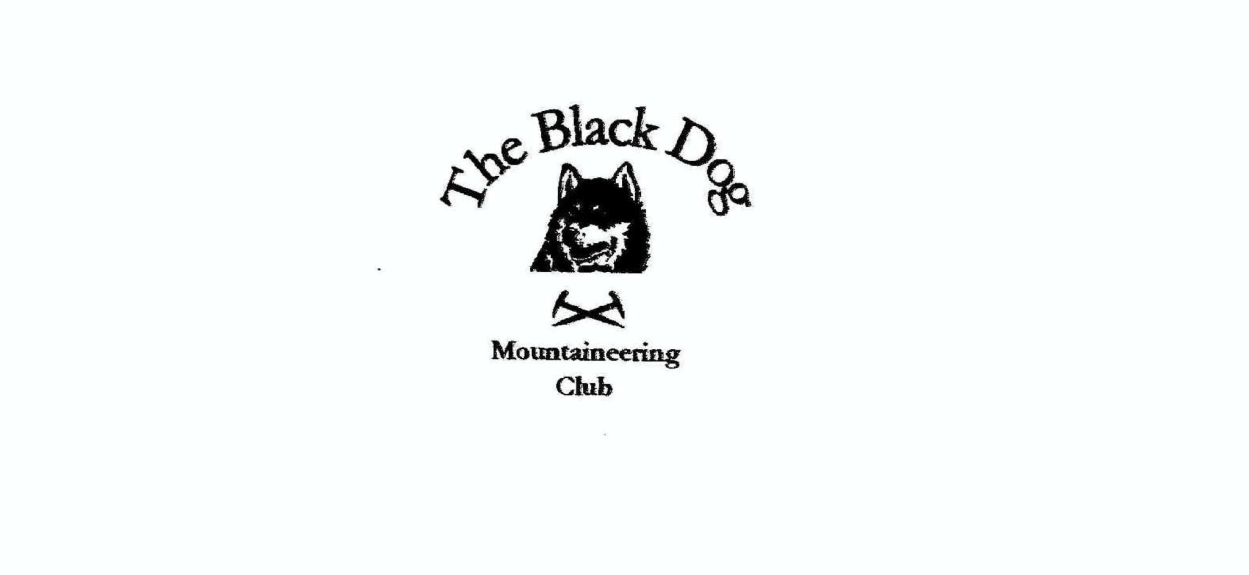 The Black Dog
Mountaineering
Club